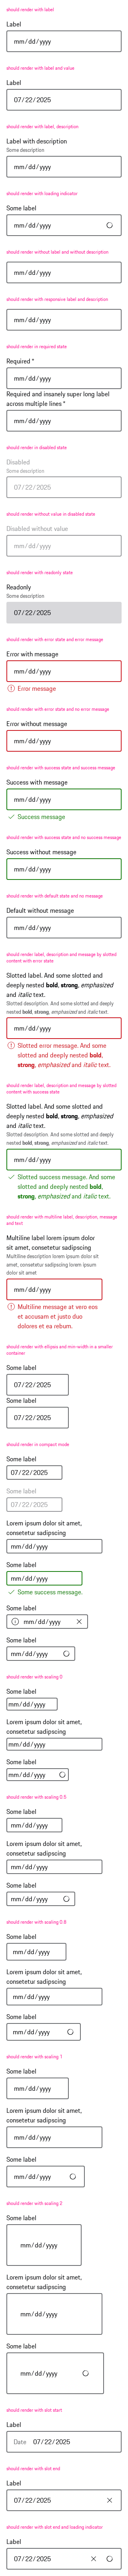 should render with label
Label
mm/dd/yyyy
should render with label and value
Label
07/22/2025
should render with label, description
Label with description
Some description
mm/dd/yyyy
should render with loading indicator
Some label
mm/dd/yyyy
should render without label and without description
mm/dd/yyyy
should render with responsive label and description
mm/dd/yyyy
should render in required state
Required *
mm/dd/yyyy
Required and insanely super long label
across multiple lines *
mm/dd/yyyy
should render in disabled state
Disabled
Some description
07/22/2025
should render without value in disabled state
Disabled without value
mm/dd/yyyy
should render with readonly state
Readonly
Some description
07/22/2025
should render with error state and error message
Error with message
mm/dd/yyyy
Error message
should render with error state and no error message
Error without message
mm/dd/yyyy
should render with success state and success message
Success with message
mm/dd/yyyy
Success message
should render with success state and no success message
Success without message
mm/dd/yyyy
should render with default state and no message
Default without message
mm/dd/yyyy
should render label, description and message by slotted
content with error state
Slotted label. And some slotted and
deeply nested bold, strong, emphasized
and italic text.
Slotted description. And some slotted and deeply
nested bold, strong, emphasized and italic text.
mm/dd/yyyy
Slotted error message. And some
slotted and deeply nested bold,
strong, emphasized and italic text.
should render label, description and message by slotted
content with success state
Slotted label. And some slotted and
deeply nested bold, strong, emphasized
and italic text.
Slotted description. And some slotted and deeply
nested bold, strong, emphasized and italic text.
mm/dd/yyyy
Slotted success message. And some
slotted and deeply nested bold,
strong, emphasized and italic text.
should render with multiline label, description, message
and text
Multiline label lorem ipsum dolor
sit amet, consetetur sadipscing
Multiline description lorem ipsum dolor sit
amet, consetetur sadipscing lorem ipsum
dolor sit amet
mm/dd/yyyy
Multiline message at vero eos
et accusam et justo duo
dolores et ea rebum.
should render with ellipsis and min-width in a smaller
container
Some label
07/22/2025
Some label
07/22/2025
should render in compact mode
Some label
07/22/2025
Some label
07/22/2025
Lorem ipsum dolor sit amet,
consetetur sadipscing
mm/dd/yyyy
Some label
mm/dd/yyyy
Some success message.
Some label
mm/dd/yyyy
Some label
mm/dd/yyyy
should render with scaling 0
Some label
mm/dd/yyyy
Lorem ipsum dolor sit amet,
consetetur sadipscing
mm/dd/yyyy
Some label
mm/dd/yyyy
should render with scaling 0.5
Some label
mm/dd/yyyy
Lorem ipsum dolor sit amet,
consetetur sadipscing
mm/dd/yyyy
Some label
mm/dd/yyyy
should render with scaling 0.8
Some label
mm/dd/yyyy
Lorem ipsum dolor sit amet,
consetetur sadipscing
mm/dd/yyyy
Some label
mm/dd/yyyy
should render with scaling 1
Some label
mm/dd/yyyy
Lorem ipsum dolor sit amet,
consetetur sadipscing
mm/dd/yyyy
Some label
mm/dd/yyyy
should render with scaling 2
Some label
mm/dd/yyyy
Lorem ipsum dolor sit amet,
consetetur sadipscing
mm/dd/yyyy
Some label
mm/dd/yyyy
should render with slot start
Label
Date 07/22/2025
should render with slot end
Label
07/22/2025
should render with slot end and loading indicator
Label
07/22/2025